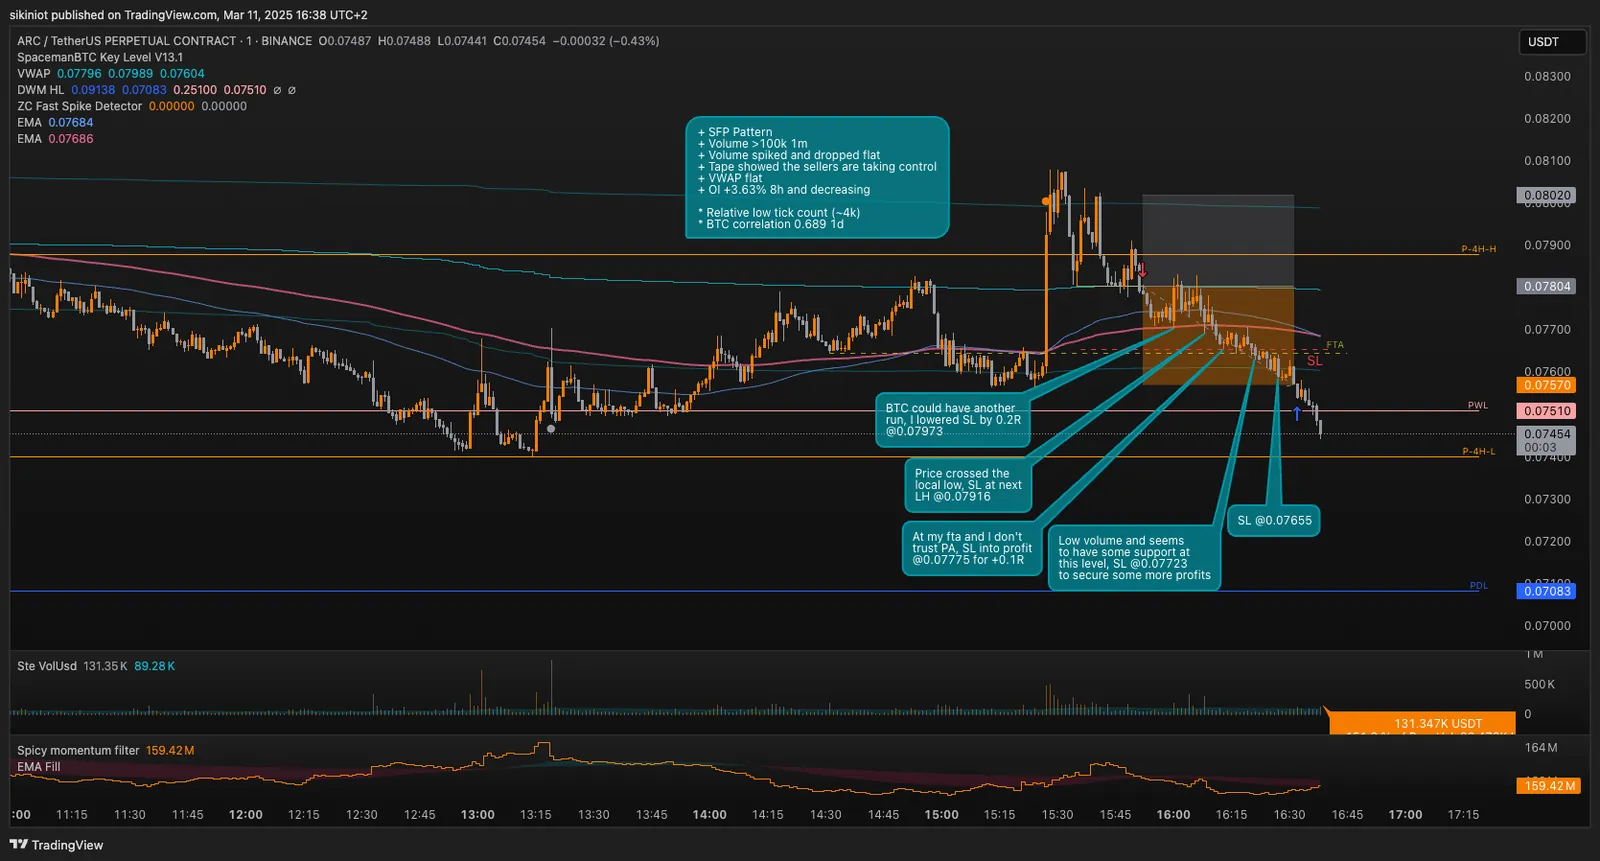 sikiniot published on TradingView.com, Mar 11, 2025 16:38 UTC+2
ARC / TetherUS PERPETUAL CONTRACT · 1 · BINANCE O0.07487 H0.07488 L0.07441 C0.07454 −0.00032 (−0.43%)
USDT
SpacemanBTC Key Level V13.1
VWAP 0.07796 0.07989 0.07604
DWM HL 0.09138 0.07083 0.25100 0.07510 ∅ ∅
ZC Fast Spike Detector 0.00000 0.00000
EMA 0.07684
EMA 0.07686
+ SFP Pattern
+ Volume >100k 1m
+ Volume spiked and dropped flat
+ Tape showed the sellers are taking control
+ VWAP flat
+ OI +3.63% 8h and decreasing
* Relative low tick count (~4k)
* BTC correlation 0.689 1d
BTC could have another
run, I lowered SL by 0.2R
@0.07973
Price crossed the
local low, SL at next
LH @0.07916
At my fta and I don't
trust PA, SL into profit
@0.07775 for +0.1R
Low volume and seems
to have some support at
this level, SL @0.07723
to secure some more profits
SL @0.07655
P-4H-H
FTA
SL
PWL
P-4H-L
PDL
0.08300
0.08200
0.08100
0.08020
0.08000
0.07900
0.07804
0.07700
0.07600
0.07570
0.07510
0.07454
00:03
0.07400
0.07300
0.07200
0.07100
0.07083
0.07000
Ste VolUsd 131.35 K 89.28 K
1 M
500 K
0
131.347K USDT
Spicy momentum filter 159.42 M
EMA Fill
164 M
159.42 M
:00 11:15 11:30 11:45 12:00 12:15 12:30 12:45 13:00 13:15 13:30 13:45 14:00 14:15 14:30 14:45 15:00 15:15 15:30 15:45 16:00 16:15 16:30 16:45 17:00 17:15
TradingView